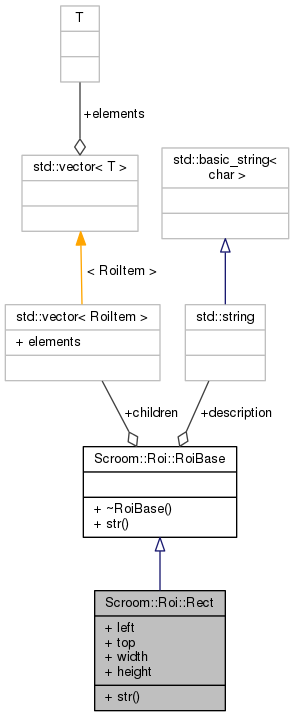 T
+elements
std::vector< T >
std::basic_string<
char >
< RoiItem >
std::vector< RoiItem >
+ elements
std::string
+children
+description
Scroom::Roi::RoiBase
+ ~RoiBase()
+ str()
Scroom::Roi::Rect
+ left
+ top
+ width
+ height
+ str()